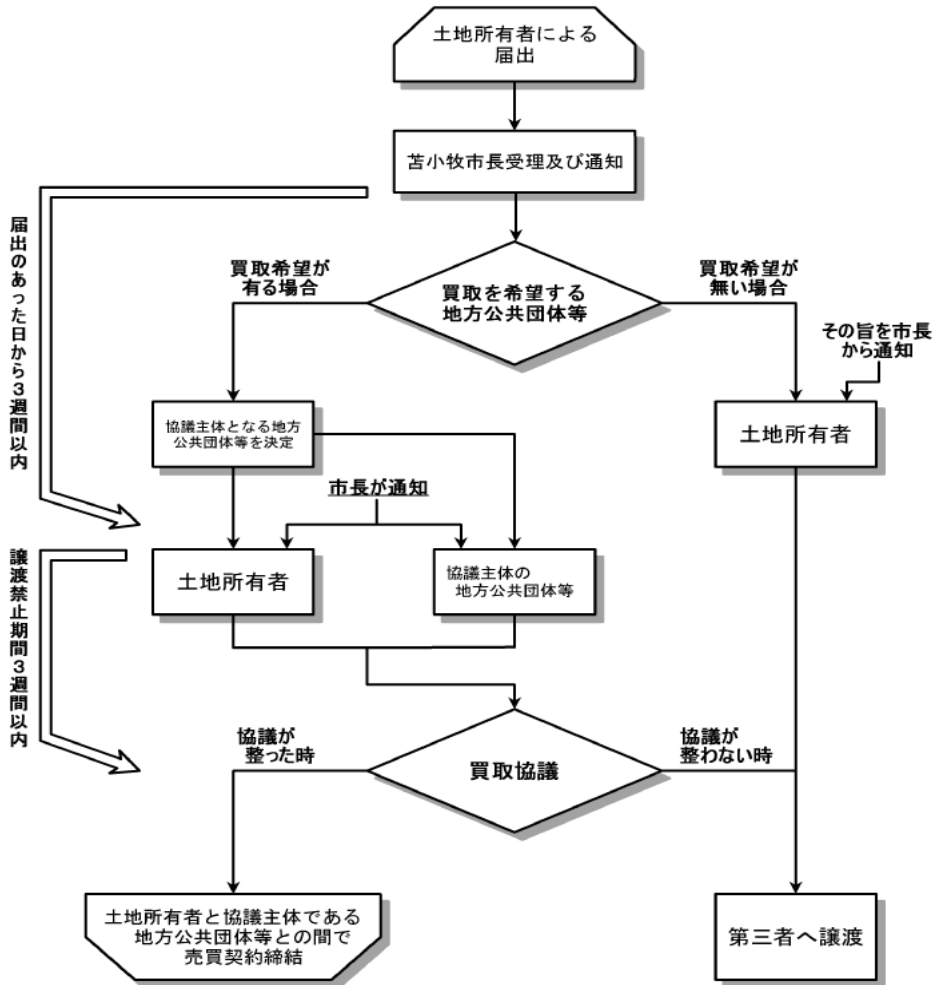 土地所有者による
届出
苫小牧市長受理及び通知
届出のあった日から３週間以内
買取希望が
有る場合
買取を希望する
地方公共団体等
買取希望が
無い場合
その旨を市長
から通知
協議主体となる地方
公共団体等を決定
土地所有者
市長が通知
土地所有者
協議主体の
地方公共団体等
譲渡禁止期間３週間以内
協議が
整った時
買取協議
協議が
整わない時
土地所有者と協議主体である
地方公共団体等との間で
売買契約締結
第三者へ譲渡